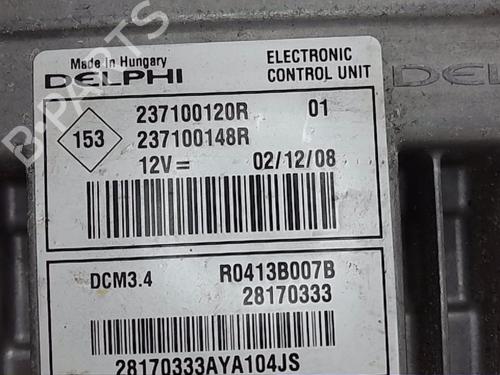 Made in Hungary
DELPHI
ELECTRONIC
CONTROL UNIT
DEL
153
237100120R 01
237100148R
12V= 02/12/08
DCM3.4
R0413B007B
28170333
28170333AYA104JS
B-PARTS